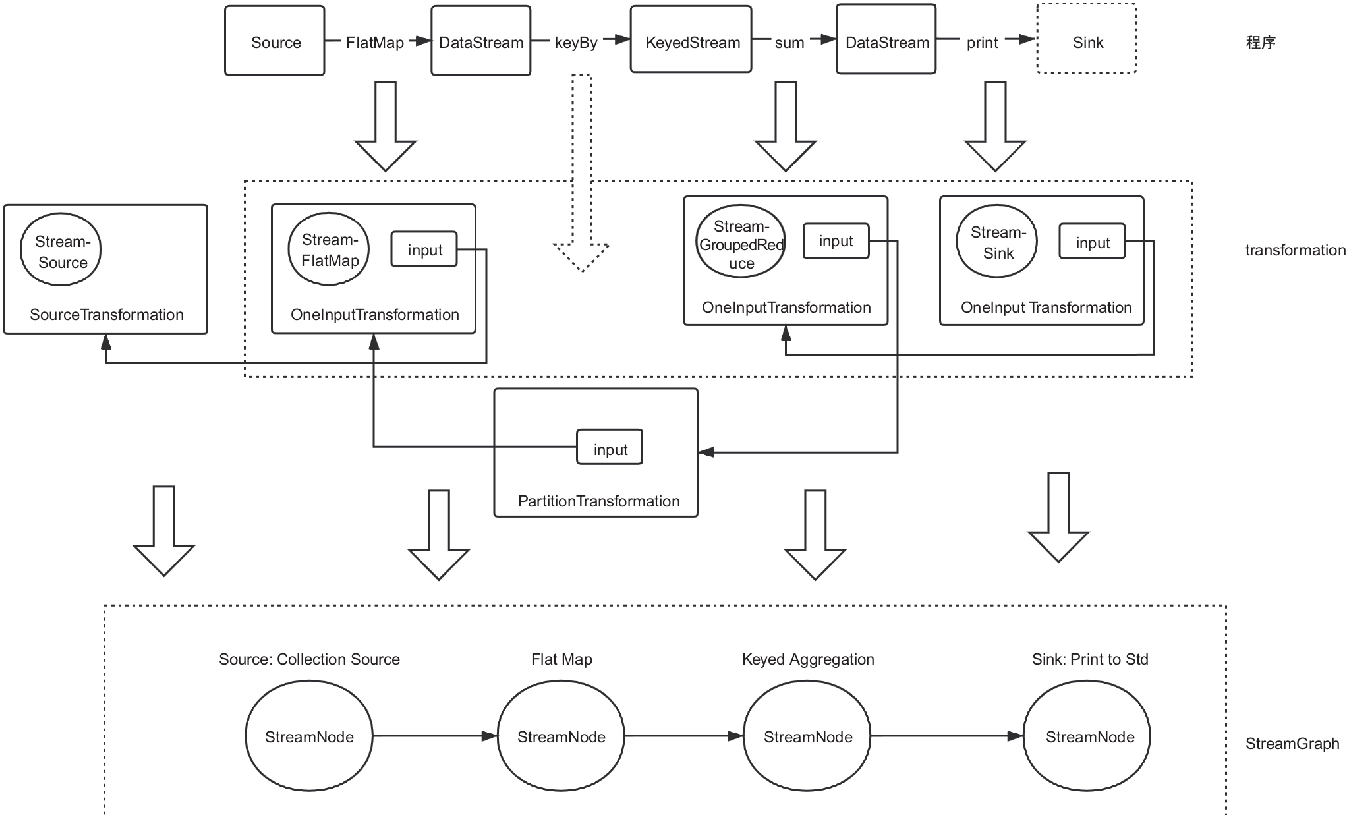 Source
FlatMap
DataStream
keyBy
KeyedStream
sum
DataStream
print
Sink
程序
Stream-
Source
SourceTransformation
Stream-
FlatMap
input
OneInputTransformation
Stream-
GroupedRed
uce
input
OneInputTransformation
Stream-
Sink
input
OneInput Transformation
transformation
input
PartitionTransformation
Source: Collection Source
Flat Map
Keyed Aggregation
Sink: Print to Std
StreamNode
StreamNode
StreamNode
StreamNode
StreamGraph